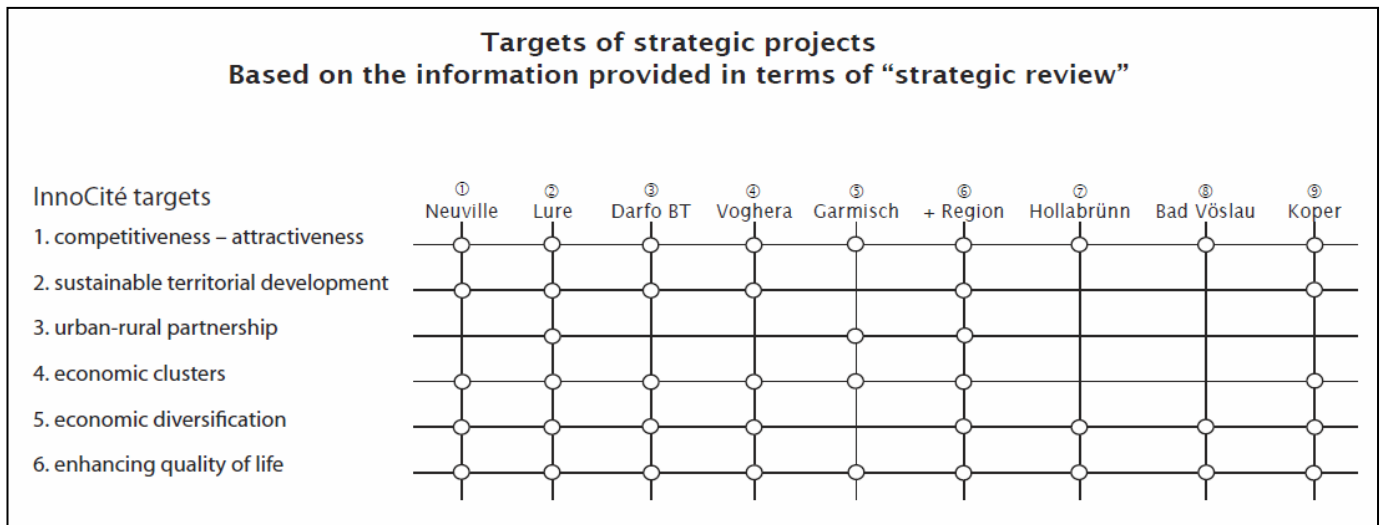 Targets of strategic projects
Based on the information provided in terms of “strategic review”
InnoCité targets
① ② ③ ④ ⑤ ⑥ ⑦ ⑧ ⑨
Neuville Lure Darfo BT Voghera Garmisch + Region Hollabrünn Bad Vöslau Koper
1. competitiveness – attractiveness
2. sustainable territorial development
3. urban-rural partnership
4. economic clusters
5. economic diversification
6. enhancing quality of life